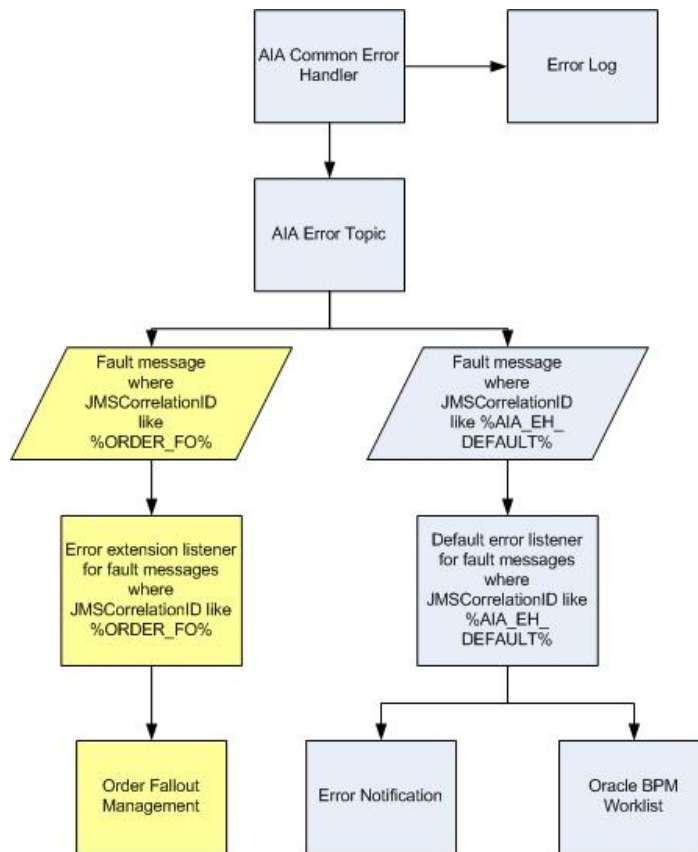 AIA Common Error
Handler
Error Log
AIA Error Topic
Fault message
where
JMSCorrelationID
like
%ORDER_FO%
Fault message
where
JMSCorrelationID
like %AIA_EH_
DEFAULT%
Error extension listener
for fault messages
where
JMSCorrelationID like
%ORDER_FO%
Default error listener
for fault messages
where
JMSCorrelationID like
%AIA_EH_
DEFAULT%
Order Fallout
Management
Error Notification
Oracle BPM
Worklist